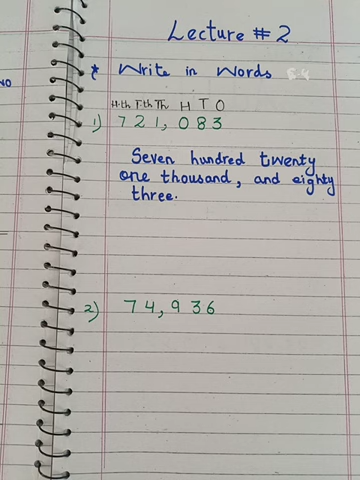 Lecture # 2
* Write in Words
NO
H.th T.th Th H T O
1) 721,083
Seven hundred twenty
one thousand, and eighty
three.
2) 74,936